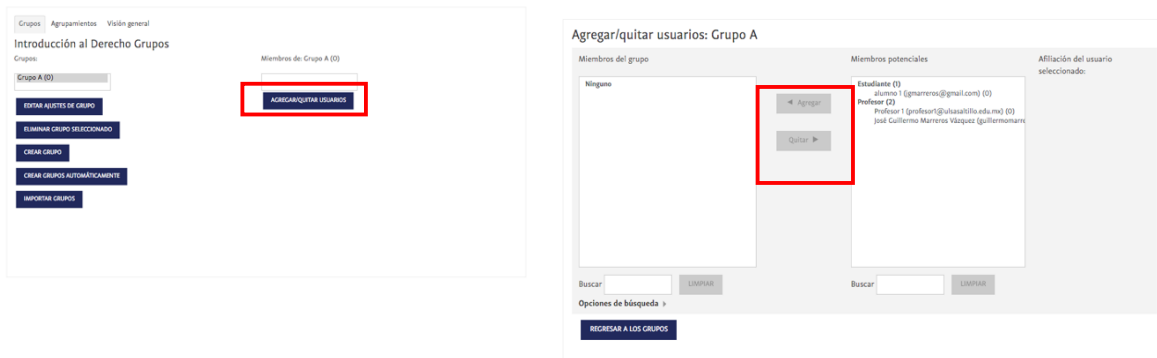 Grupos Agrupamientos Visión general
Introducción al Derecho Grupos
Grupos:
Miembros de: Grupo A (0)
Grupo A (0)
AGREGAR/QUITAR USUARIOS
EDITAR AJUSTES DE GRUPO
ELIMINAR GRUPO SELECCIONADO
CREAR GRUPO
CREAR GRUPOS AUTOMÁTICAMENTE
IMPORTAR GRUPOS
Agregar/quitar usuarios: Grupo A
Miembros del grupo
Ninguno
◄ Agregar
Quitar ►
Miembros potenciales
Estudiante (1)
alumno 1 (jgmarreros@gmail.com) (0)
Profesor (2)
Profesor 1 (profesor1@ulsasaltillo.edu.mx) (0)
José Guillermo Marreros Vázquez (guillermomarre
Afiliación del usuario
seleccionado:
Buscar LIMPIAR
Buscar LIMPIAR
Opciones de búsqueda
REGRESAR A LOS GRUPOS